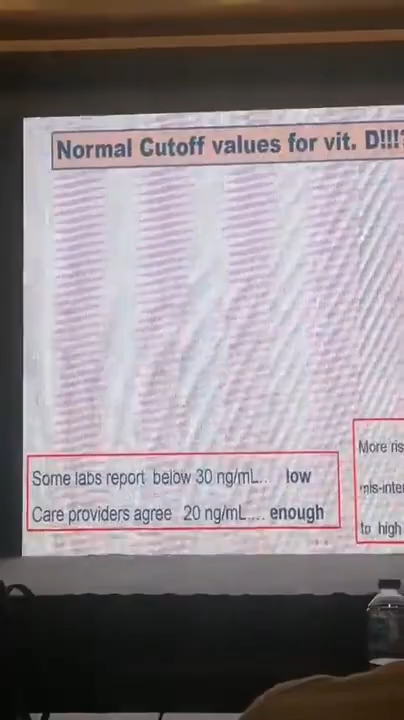 Normal Cutoff values for vit. D!!!
Some labs report below 30 ng/mL.. low
Care providers agree 20 ng/mL.... enough
More ris
mis-inter
to high